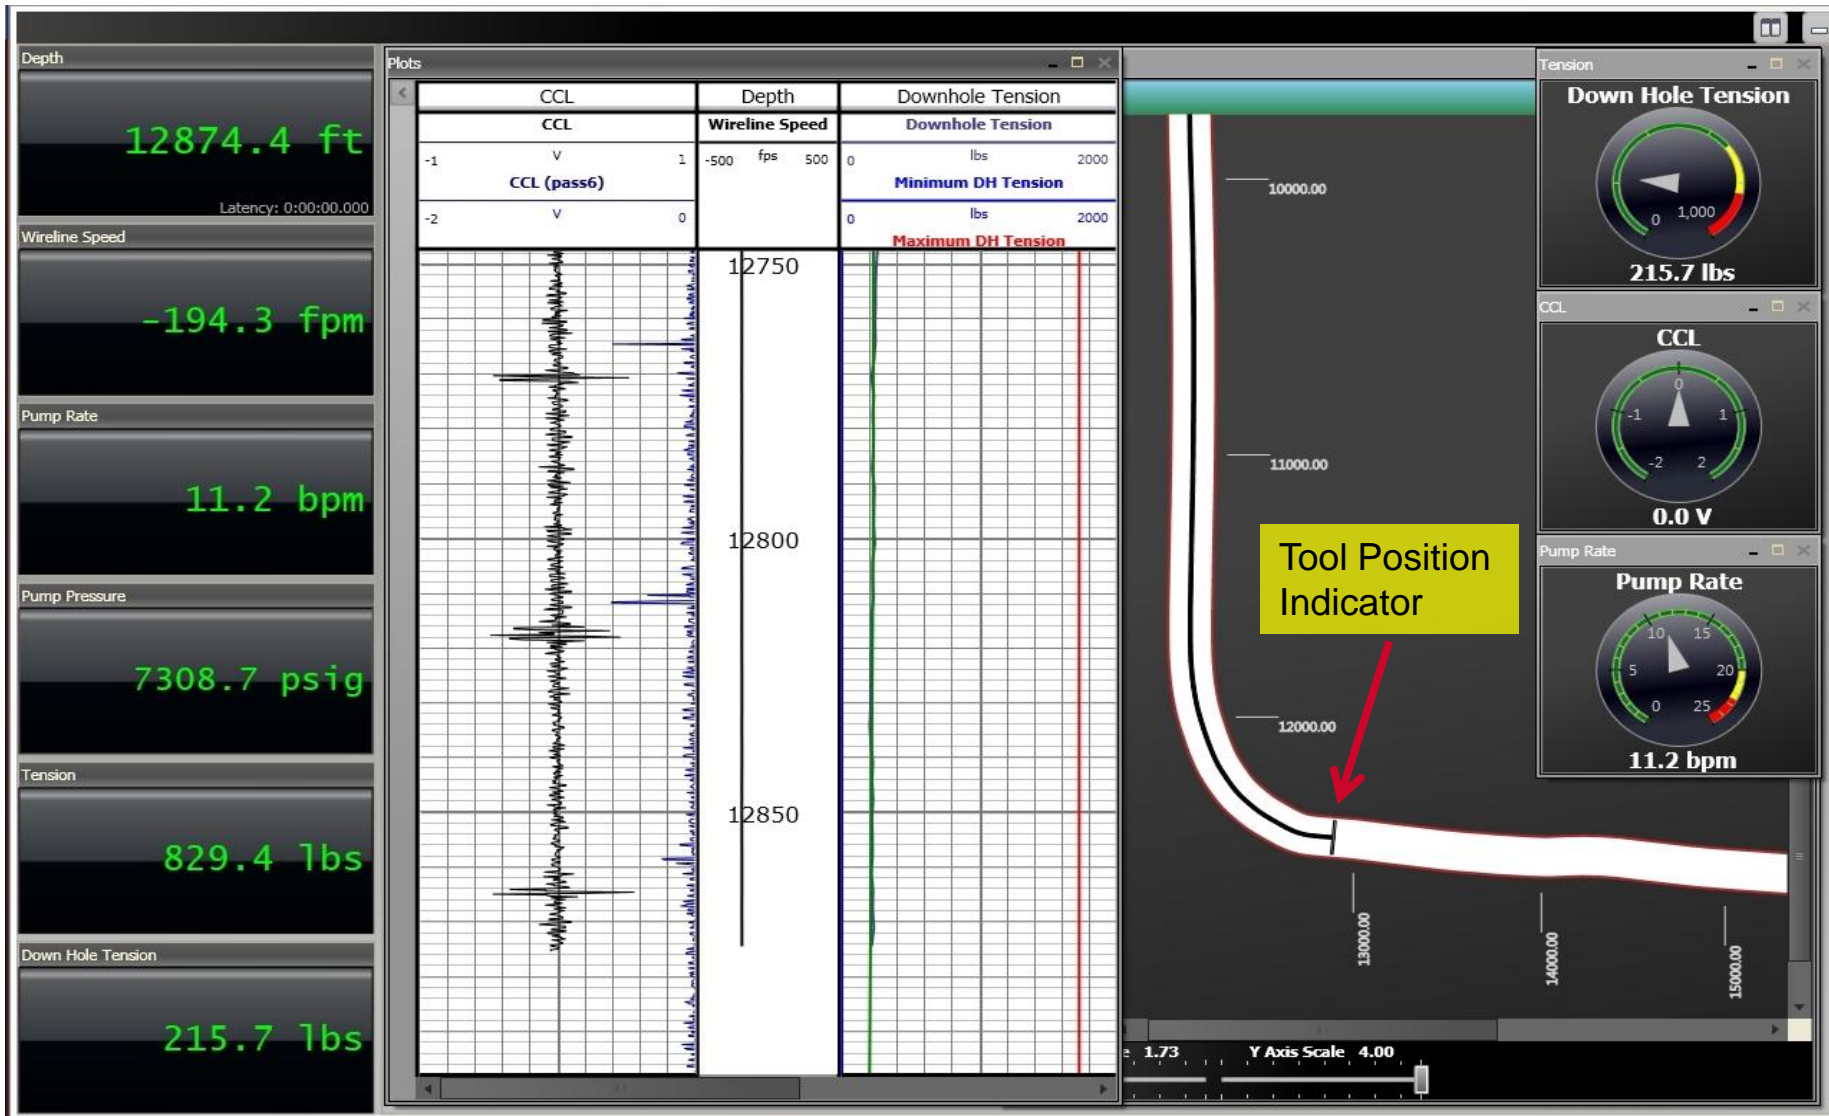 Depth
12874.4 ft
Latency: 0:00:00.000
Wireline Speed
-194.3 fpm
Pump Rate
11.2 bpm
Pump Pressure
7308.7 psig
Tension
829.4 lbs
Down Hole Tension
215.7 lbs
Plots
CCL Depth Downhole Tension
CCL Wireline Speed Downhole Tension
-1 V 1 -500 fps 500 0 lbs 2000
CCL (pass6) Minimum DH Tension
-2 V 0 0 lbs 2000
Maximum DH Tension
12750
12800
12850
10000.00
11000.00
12000.00
13000.00
14000.00
15000.00
Tool Position
Indicator
1.73 Y Axis Scale 4.00
Tension
Down Hole Tension
0 1,000
215.7 lbs
CCL
CCL
0
-1 1
-2 2
0.0 V
Pump Rate
Pump Rate
10 15
5 20
0 25
11.2 bpm